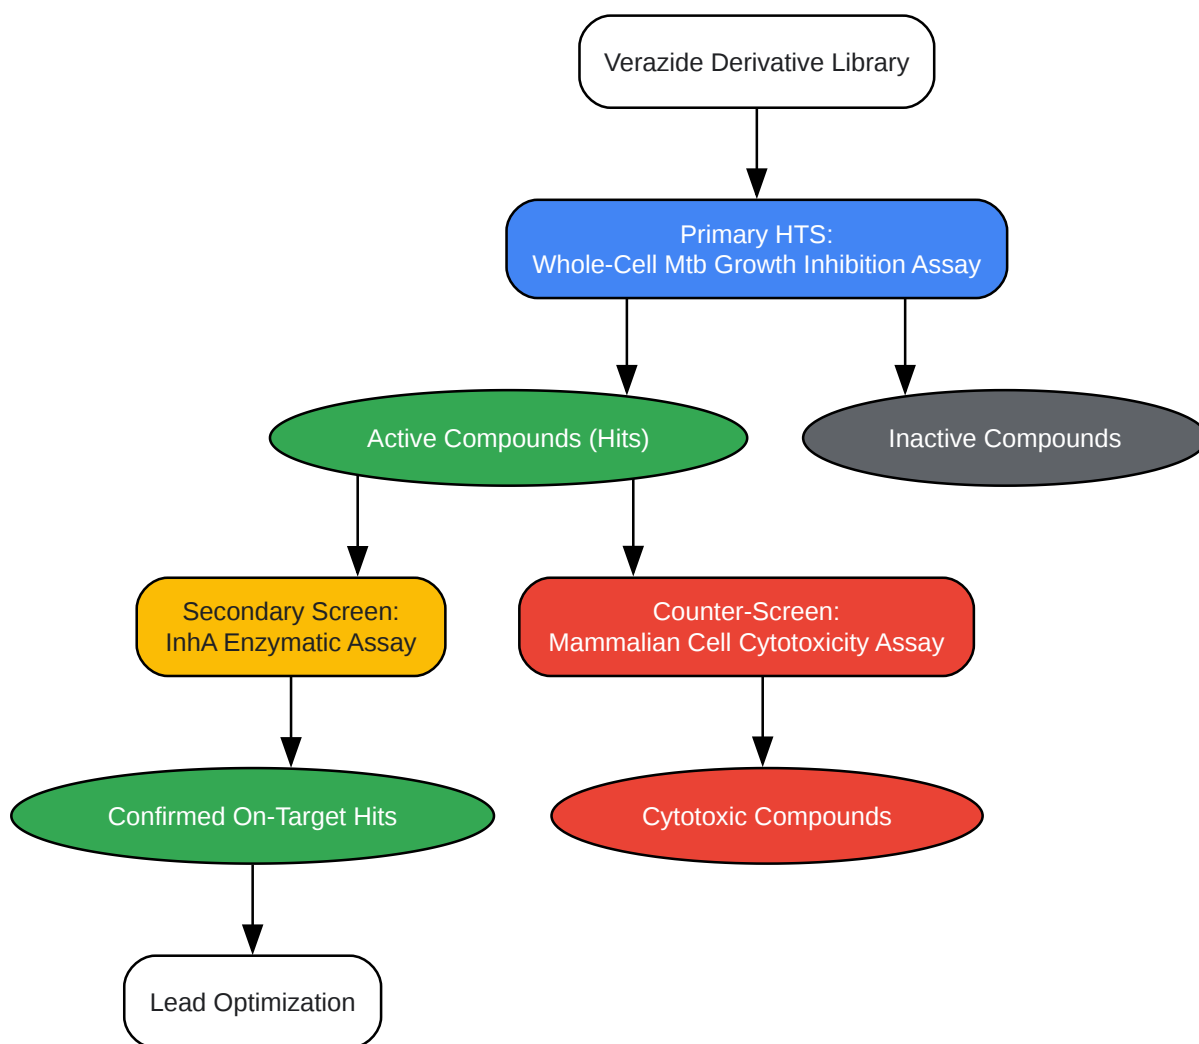 Verazide Derivative Library
Primary HTS:
Whole-Cell Mtb Growth Inhibition Assay
Active Compounds (Hits)
Inactive Compounds
Secondary Screen:
InhA Enzymatic Assay
Counter-Screen:
Mammalian Cell Cytotoxicity Assay
Confirmed On-Target Hits
Cytotoxic Compounds
Lead Optimization